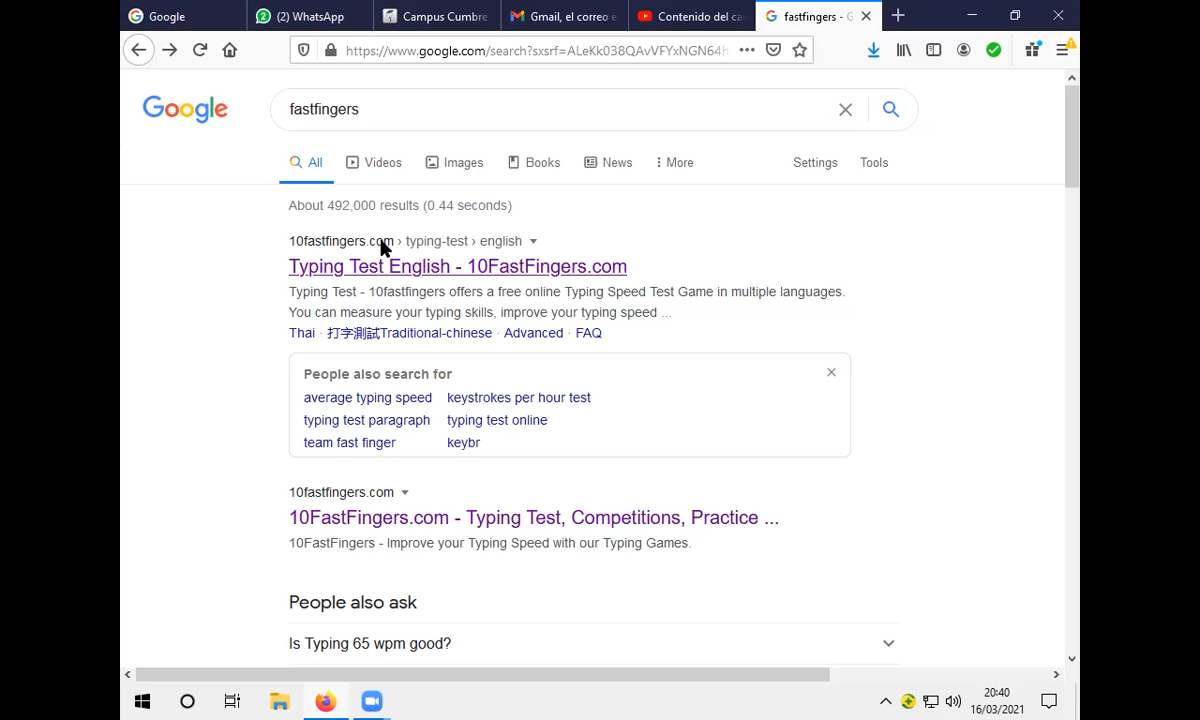 Google
(2) WhatsApp
Campus Cumbre
Gmail, el correo e
Contenido del ca
fastfingers - G
https://www.google.com/search?sxsrf=ALeKk038QAvVFYxNGN64h
Google
fastfingers
All
Videos
Images
Books
News
More
Settings
Tools
About 492,000 results (0.44 seconds)
10fastfingers.com › typing-test › english
Typing Test English - 10FastFingers.com
Typing Test - 10fastfingers offers a free online Typing Speed Test Game in multiple languages.
You can measure your typing skills, improve your typing speed ...
Thai · 打字測試Traditional-chinese · Advanced · FAQ
People also search for
average typing speed keystrokes per hour test
typing test paragraph typing test online
team fast finger keybr
10fastfingers.com
10FastFingers.com - Typing Test, Competitions, Practice ...
10FastFingers - Improve your Typing Speed with our Typing Games.
People also ask
Is Typing 65 wpm good?
20:40
16/03/2021